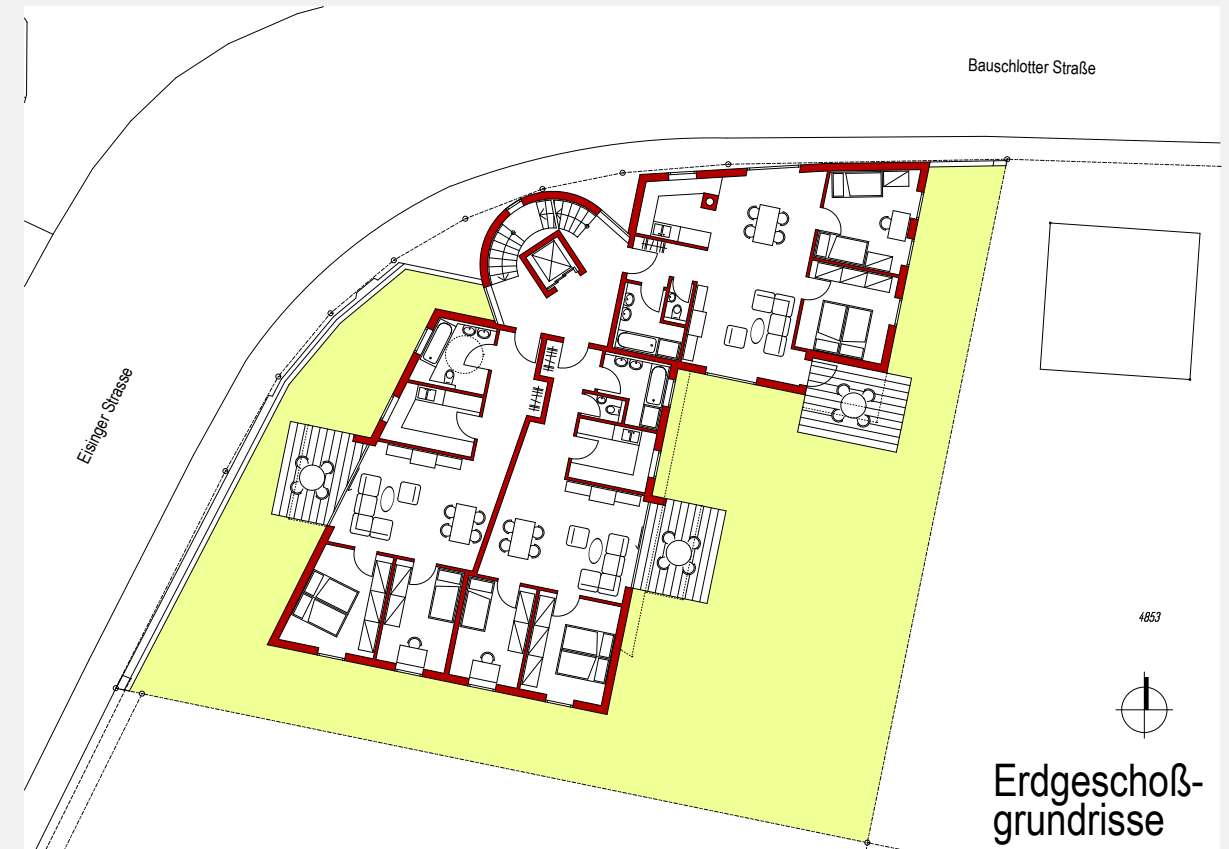 Bauschlotter Straße
Eisinger Strasse
4853
Erdgeschoß-
grundrisse